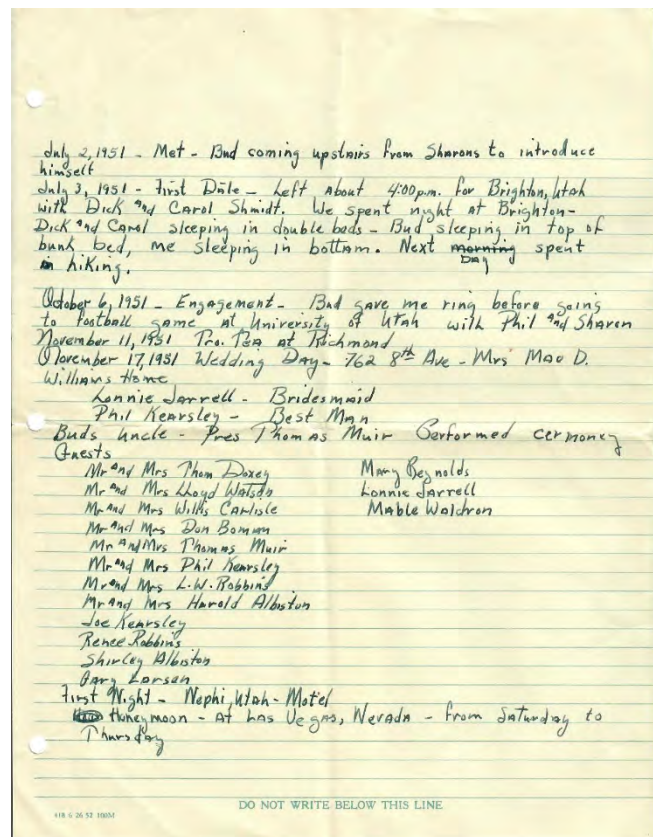 July 2, 1951 - Met - Bud coming upstairs from Sharons to introduce
himself
July 3, 1951 - First Date - Left About 4:00 p.m. for Brighton, Utah
with Dick and Carol Shmidt. We spent night at Brighton -
Dick and Carol sleeping in double beds - Bud sleeping in top of
bunk bed, me sleeping in bottom. Next morning Day spent
in hiking.
October 6, 1951 - Engagement - Bud gave me ring before going
to football game at University of Utah with Phil and Sharon
November 11, 1951 Tro. Tea at Richmond
November 17, 1951 Wedding Day - 762 8th Ave - Mrs Mae D.
Williams Home
Lonnie Jarrell - Bridesmaid
Phil Kearsley - Best Man
Buds Uncle - Pres Thomas Muir Performed cermoney
Guests
Mr and Mrs Thom Doxey Mary Reynolds
Mr and Mrs Lloyd Watson Lonnie Jarrell
Mr and Mrs Willis Carlisle Mable Waldron
Mr and Mrs Don Boman
Mr And Mrs Thomas Muir
Mr and Mrs Phil Kearsley
Mr and Mrs L.W. Robbins
Mr and Mrs Harold Albiston
Joe Kearsley
Renee Robbins
Shirley Albiston
Gary Larsen
First Night - Nephi, Utah - Motel
Honeymoon - At Las Vegas, Nevada - from Saturday to
Thursday
DO NOT WRITE BELOW THIS LINE
418 6 26 52 100M